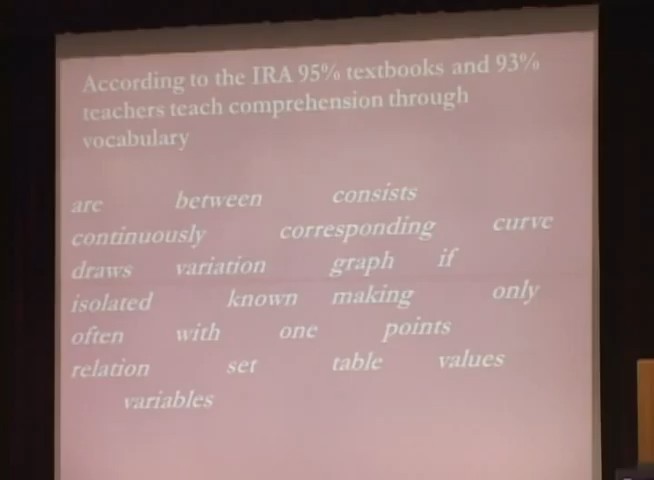 According to the IRA 95% textbooks and 93%
teachers teach comprehension through
vocabulary
are between consists
continuously corresponding curve
draws variation graph if
isolated known making only
often with one points
relation set table values
variables